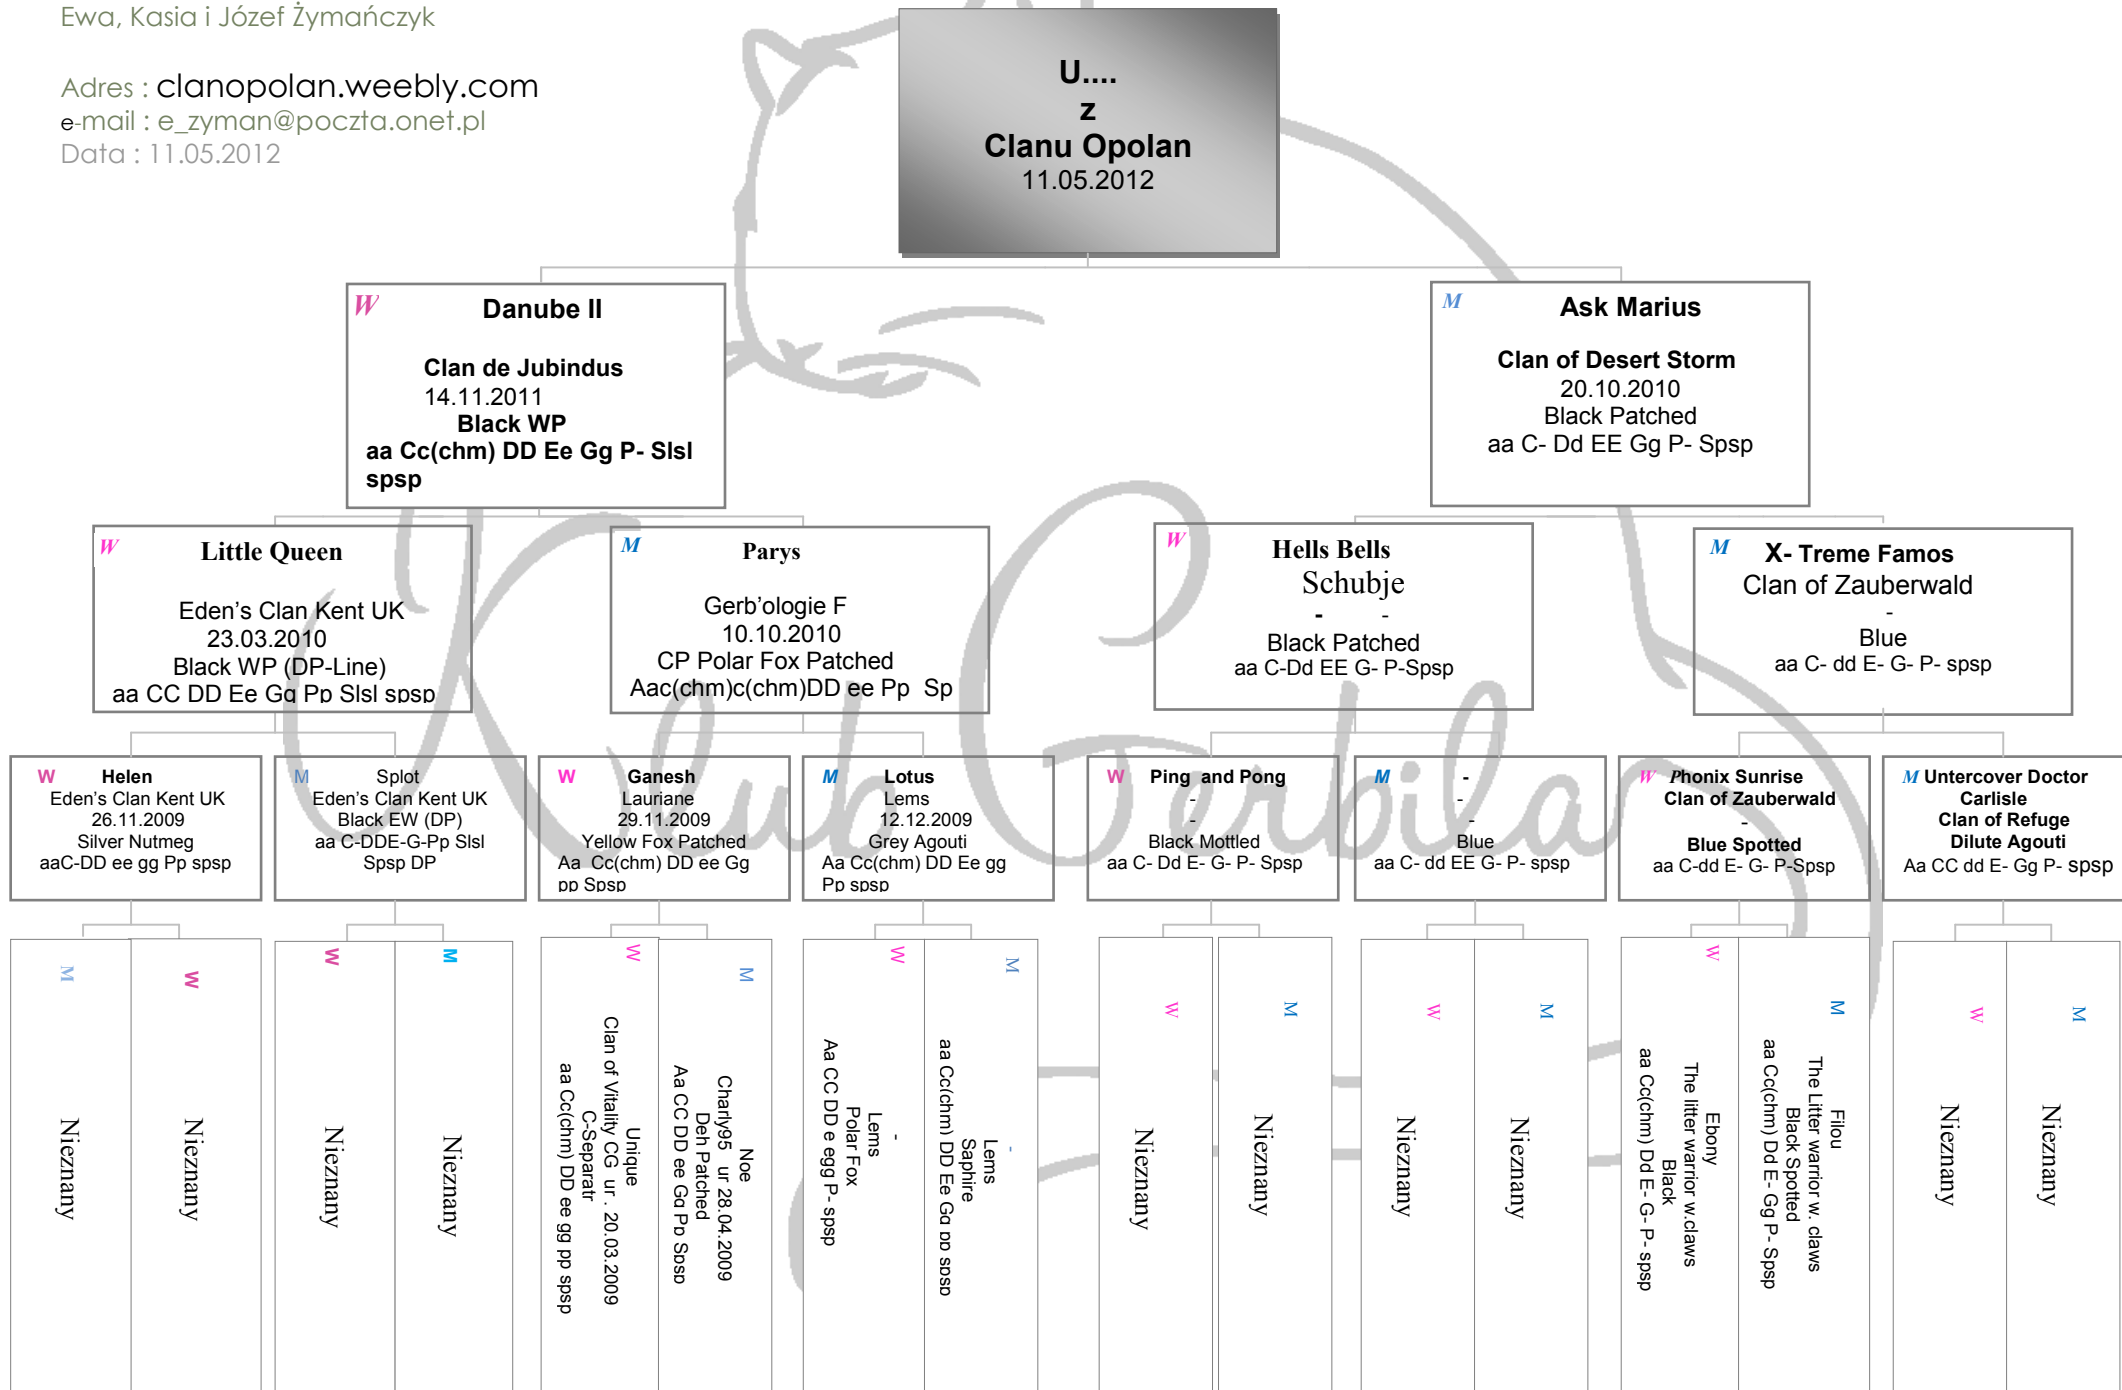 Ewa, Kasia i Józef Żymańczyk
Adres : clanopolan.weebly.com
e-mail : e_zyman@poczta.onet.pl
Data : 11.05.2012
U....
z
Clanu Opolan
11.05.2012
W
Danube II
Clan de Jubindus
14.11.2011
Black WP
aa Cc(chm) DD Ee Gg P- Slsl
spsp
M
Ask Marius
Clan of Desert Storm
20.10.2010
Black Patched
aa C- Dd EE Gg P- Spsp
W
Little Queen
Eden's Clan Kent UK
23.03.2010
Black WP (DP-Line)
aa CC DD Ee Gg Pp Slsl spsp
M
Parys
Gerb'ologie F
10.10.2010
CP Polar Fox Patched
Aac(chm)c(chm)DD ee Pp Sp
W
Hells Bells
Schubje
- -
Black Patched
aa C-Dd EE G- P-Spsp
M
X- Treme Famos
Clan of Zauberwald
-
Blue
aa C- dd E- G- P- spsp
W Helen
Eden's Clan Kent UK
26.11.2009
Silver Nutmeg
aaC-DD ee gg Pp spsp
M Splot
Eden's Clan Kent UK
Black EW (DP)
aa C-DDE-G-Pp Slsl
Spsp DP
W Ganesh
Lauriane
29.11.2009
Yellow Fox Patched
Aa Cc(chm) DD ee Gg
pp Spsp
M Lotus
Lems
12.12.2009
Grey Agouti
Aa Cc(chm) DD Ee gg
Pp spsp
W Ping and Pong
-
-
Black Mottled
aa C- Dd E- G- P- Spsp
M -
-
-
Blue
aa C- dd EE G- P- spsp
W Phonix Sunrise
Clan of Zauberwald
-
Blue Spotted
aa C-dd E- G- P-Spsp
M Untercover Doctor
Carlisle
Clan of Refuge
Dilute Agouti
Aa CC dd E- Gg P- spsp
M
Nieznany
W
Nieznany
W
Nieznany
M
Nieznany
W
Unique
Clan of Vitality CG ur . 20.03.2009
C-Separatr
aa Cc(chm) DD ee gg pp spsp
M
Noe
Charly95 ur 28.04.2009
Deh Patched
Aa CC DD ee Gg Pp Spsp
W
-
Lems
Polar Fox
Aa CC DD e egg P- spsp
M
-
Lems
Saphire
aa Cc(chm) DD Ee Gg pp spsp
W
Nieznany
M
Nieznany
W
Nieznany
M
Nieznany
W
Ebony
The litter warrior w.claws
Black
aa Cc(chm) Dd E- G- P- spsp
M
Filou
The Litter warrior w. claws
Black Spotted
aa Cc(chm) Dd E- Gg P- Spsp
W
Nieznany
M
Nieznany
Klub Gerbila